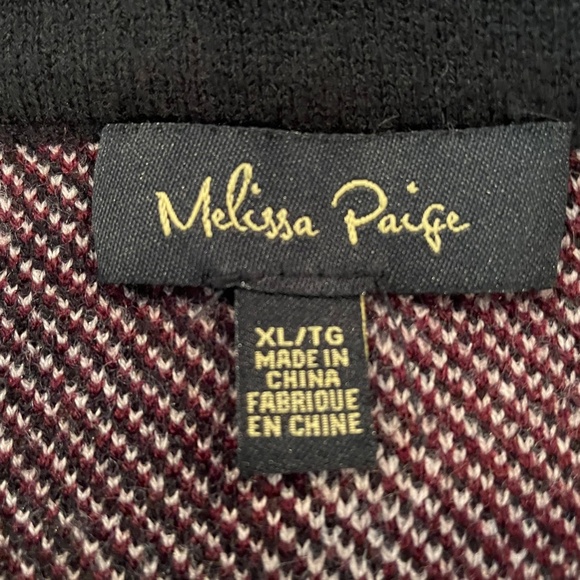 Melissa Paige
XL/TG
MADE IN
CHINA
FABRIQUE
EN CHINE